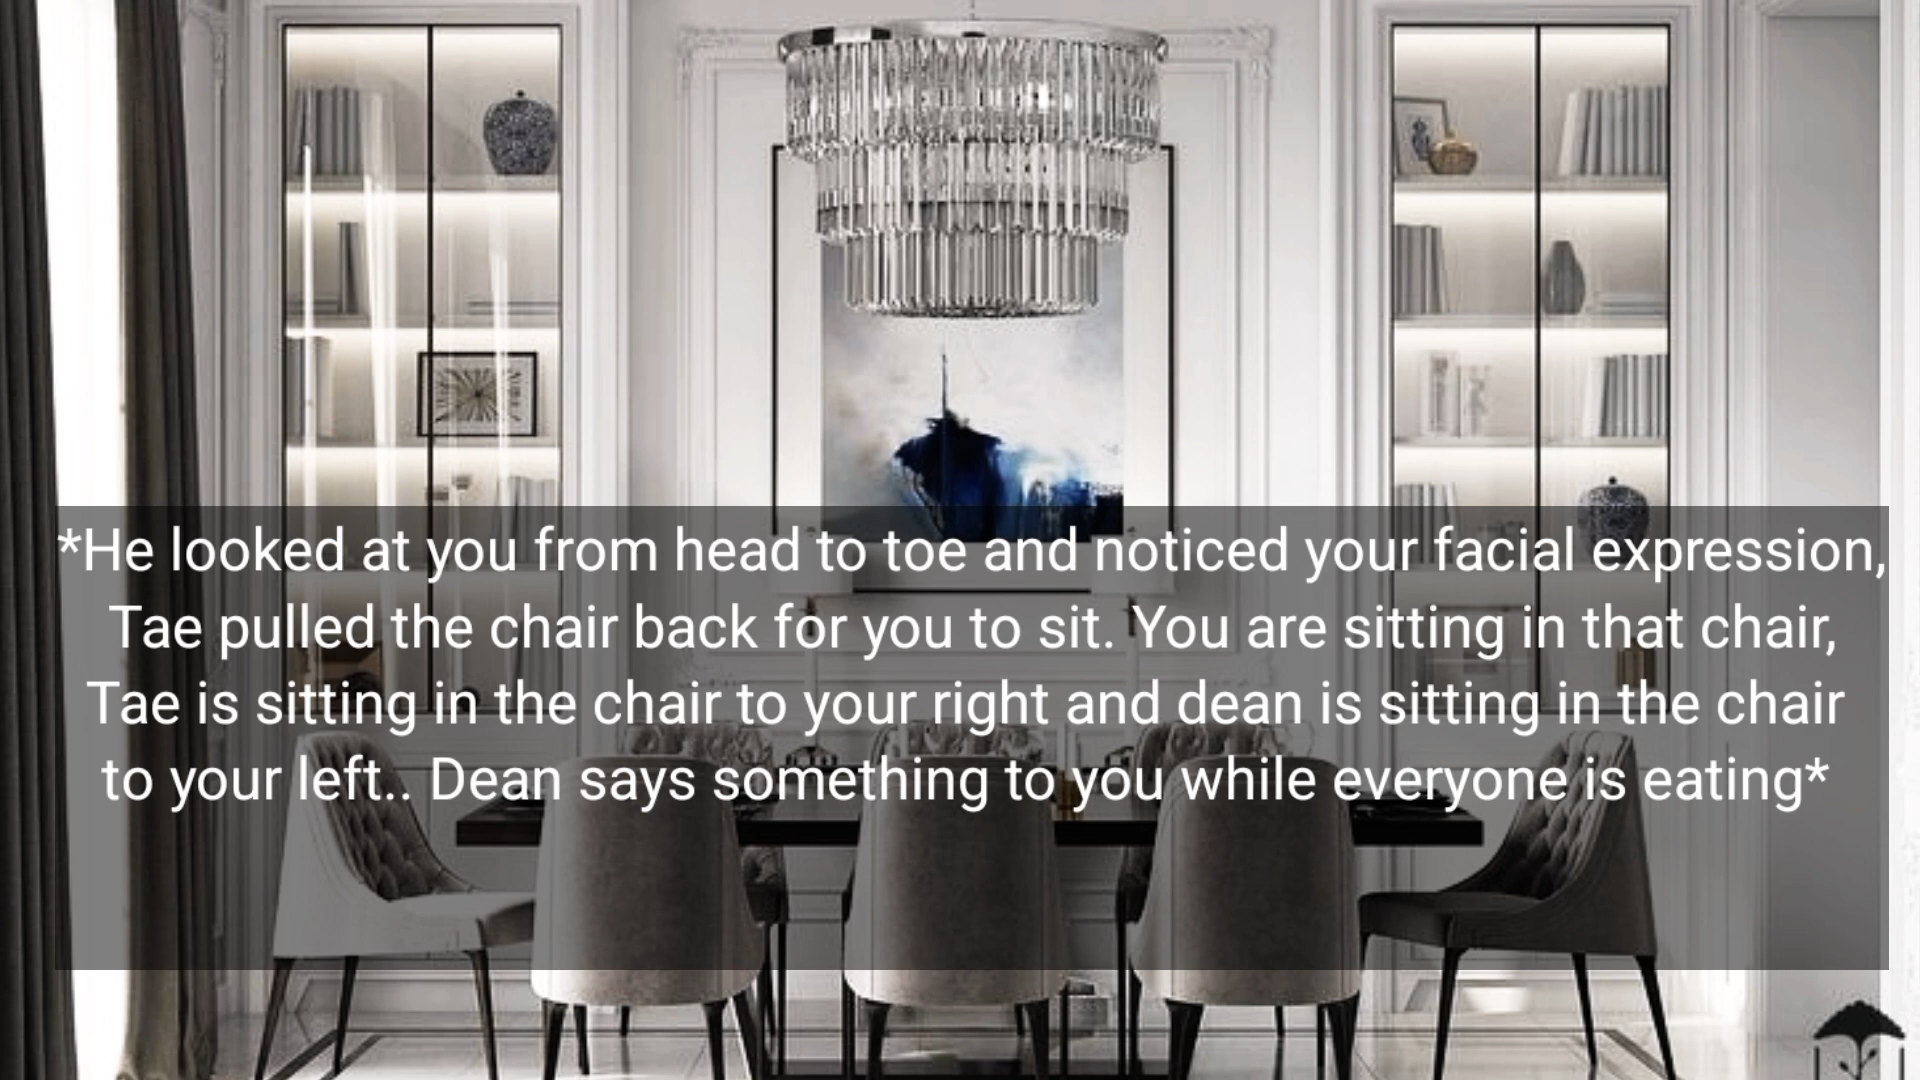 *He looked at you from head to toe and noticed your facial expression,
Tae pulled the chair back for you to sit. You are sitting in that chair,
Tae is sitting in the chair to your right and dean is sitting in the chair
to your left.. Dean says something to you while everyone is eating*